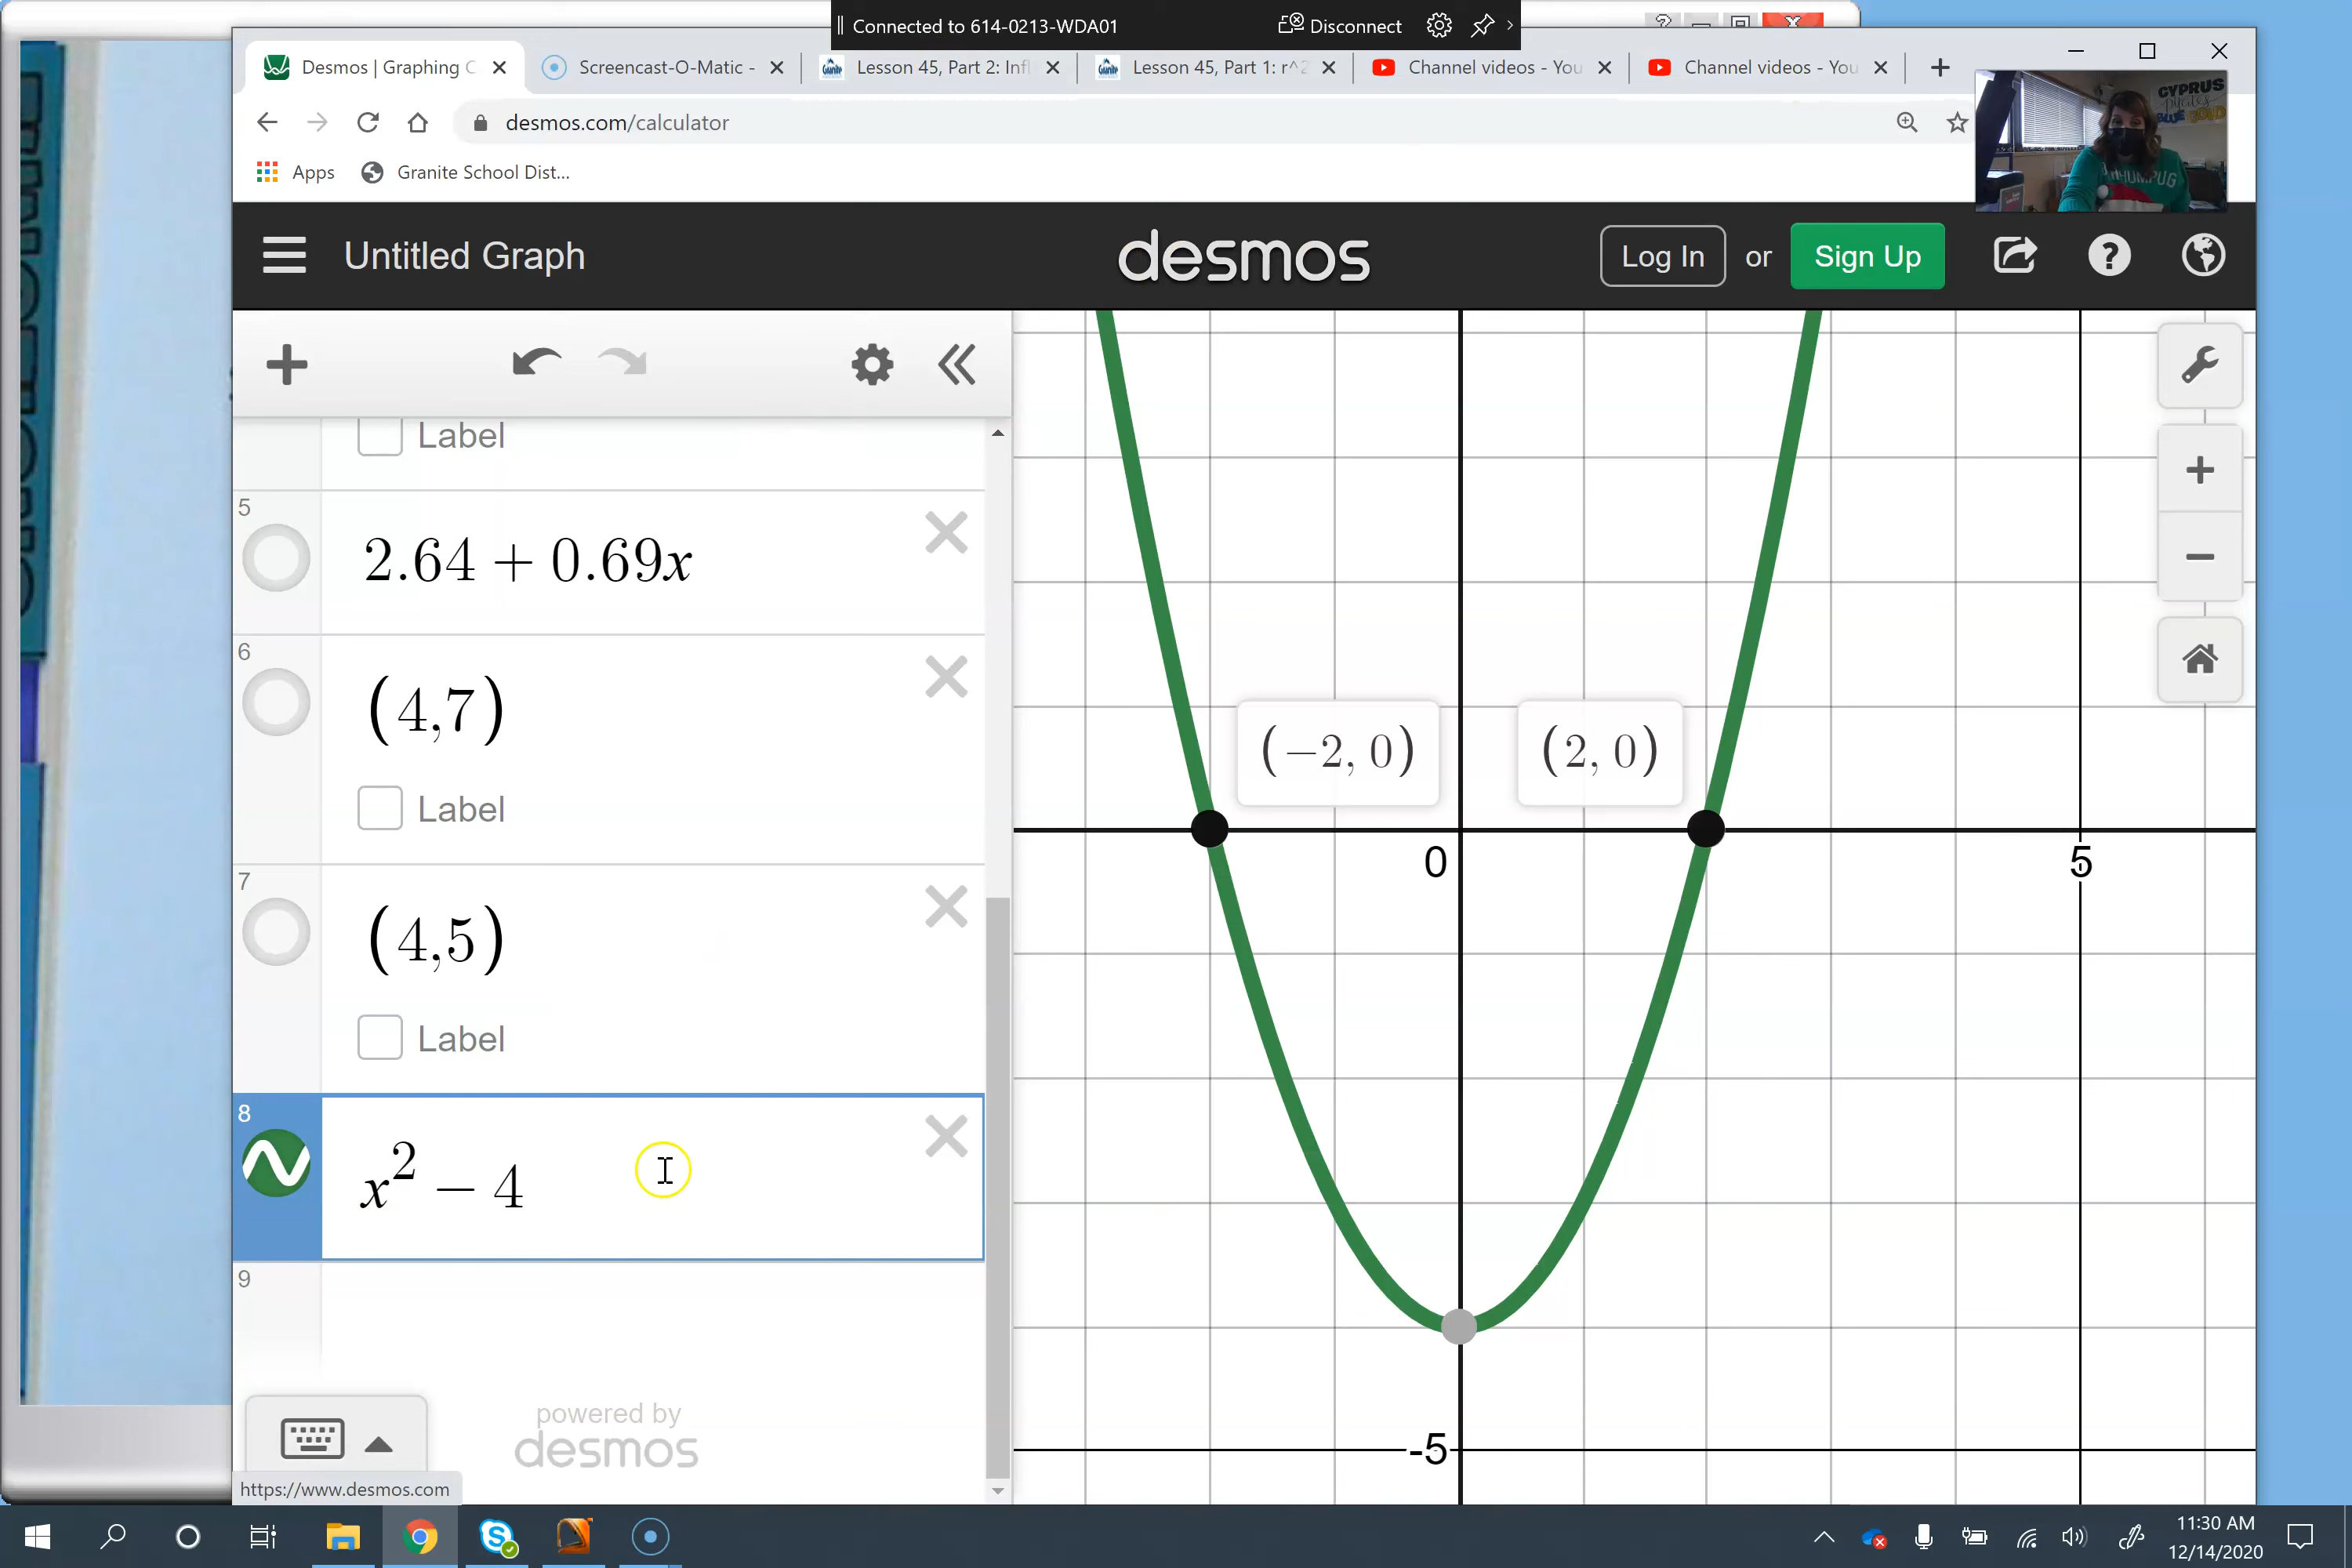 Connected to 614-0213-WDA01 Disconnect
Desmos | Graphing C Screencast-O-Matic - Lesson 45, Part 2: Infl Lesson 45, Part 1: r^2 Channel videos - You Channel videos - You
desmos.com/calculator
CYPRUS
pirates
BLUE GOLD
Apps Granite School Dist...
Untitled Graph desmos Log In or Sign Up
Label
5
2.64 + 0.69x
6
(4,7)
Label
7
(4,5)
Label
8
x² − 4
9
(−2, 0) (2, 0)
0 5
-5
powered by
desmos
https://www.desmos.com
11:30 AM
12/14/2020